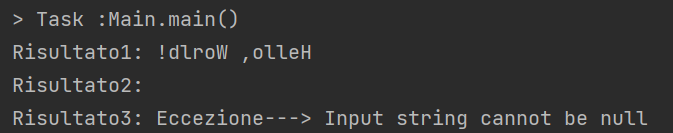 > Task :Main.main()
Risultato1: !dlroW ,olleH
Risultato2:
Risultato3: Eccezione---> Input string cannot be null